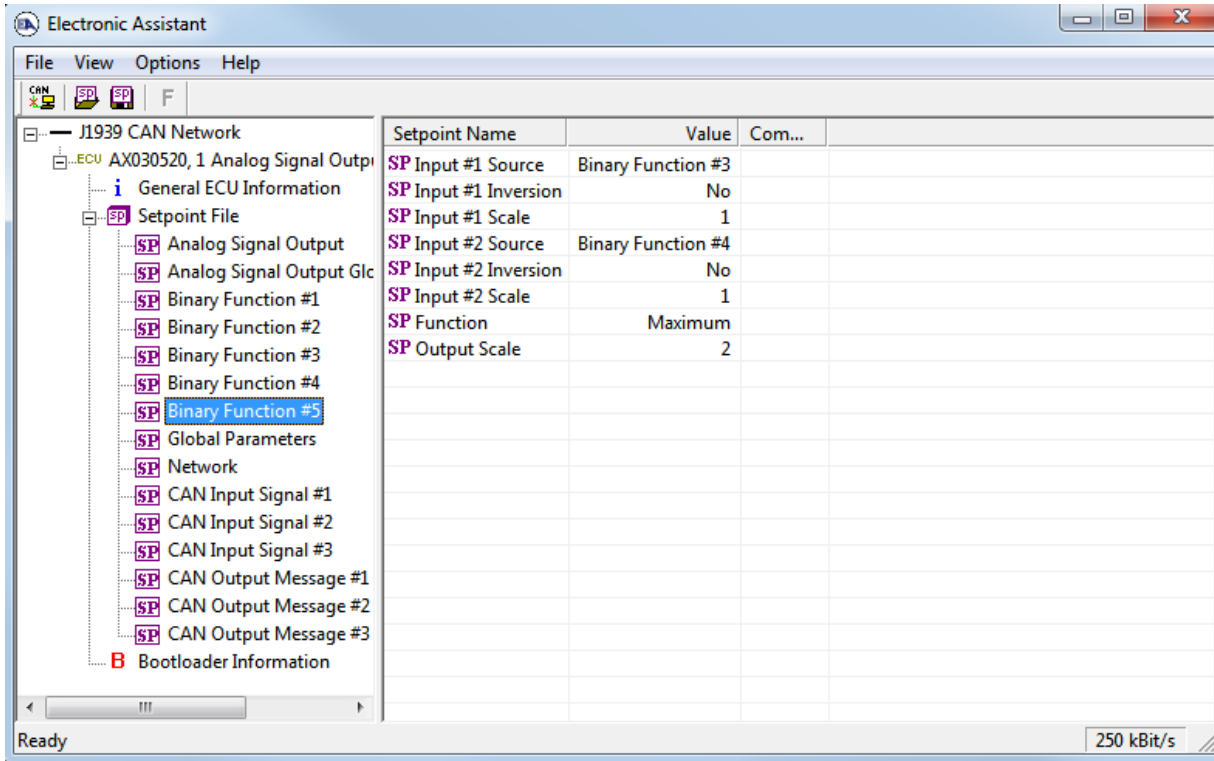 Electronic Assistant
File View Options Help
CAN SP SP F
J1939 CAN Network
ECU AX030520, 1 Analog Signal Outp
i General ECU Information
SP Setpoint File
SP Analog Signal Output
SP Analog Signal Output Glo
SP Binary Function #1
SP Binary Function #2
SP Binary Function #3
SP Binary Function #4
SP Binary Function #5
SP Global Parameters
SP Network
SP CAN Input Signal #1
SP CAN Input Signal #2
SP CAN Input Signal #3
SP CAN Output Message #1
SP CAN Output Message #2
SP CAN Output Message #3
B Bootloader Information
Setpoint Name Value Com...
SP Input #1 Source Binary Function #3
SP Input #1 Inversion No
SP Input #1 Scale 1
SP Input #2 Source Binary Function #4
SP Input #2 Inversion No
SP Input #2 Scale 1
SP Function Maximum
SP Output Scale 2
Ready 250 kBit/s